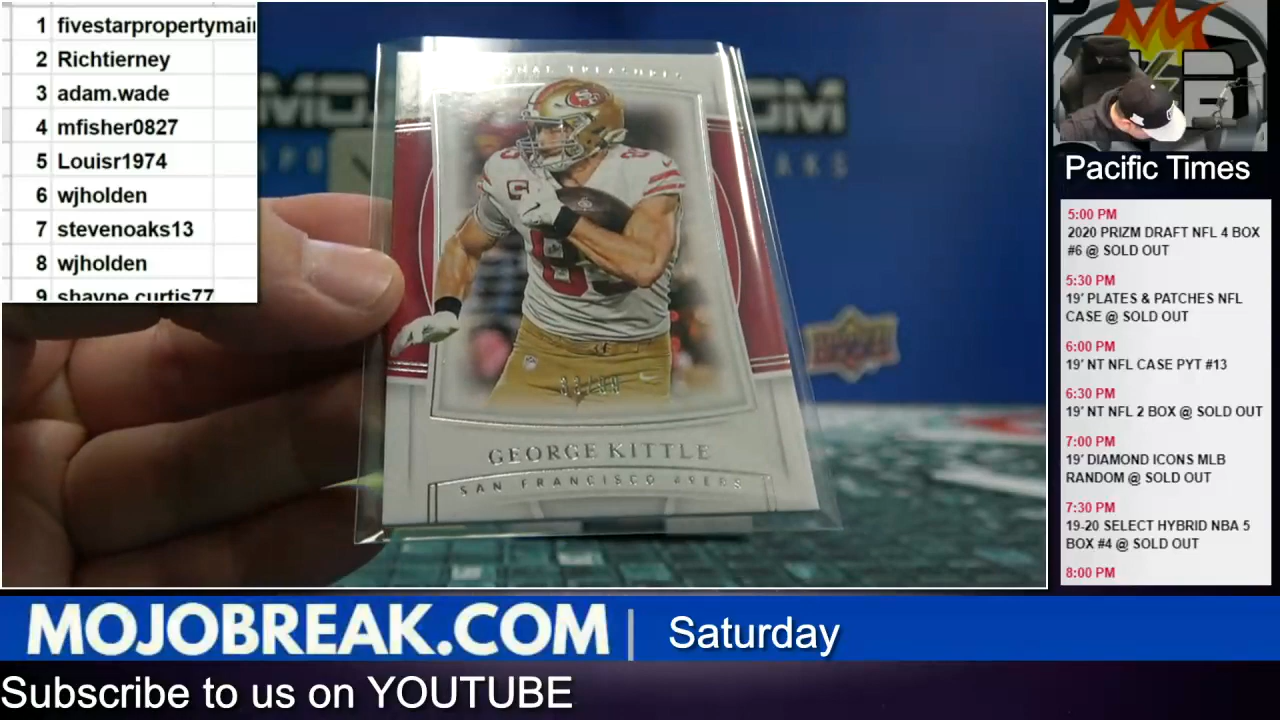 1 fivestarpropertymai
2 Richtierney
3 adam.wade
4 mfisher0827
5 Louisr1974
6 wjholden
7 stevenoaks13
8 wjholden
9 shayne.curtis77
TREASURES
GEORGE KITTLE
SAN FRANCISCO 49ERS
Pacific Times
5:00 PM
2020 PRIZM DRAFT NFL 4 BOX
#6 @ SOLD OUT
5:30 PM
19' PLATES & PATCHES NFL
CASE @ SOLD OUT
6:00 PM
19' NT NFL CASE PYT #13
6:30 PM
19' NT NFL 2 BOX @ SOLD OUT
7:00 PM
19' DIAMOND ICONS MLB
RANDOM @ SOLD OUT
7:30 PM
19-20 SELECT HYBRID NBA 5
BOX #4 @ SOLD OUT
8:00 PM
MOJOBREAK.COM | Saturday
Subscribe to us on YOUTUBE